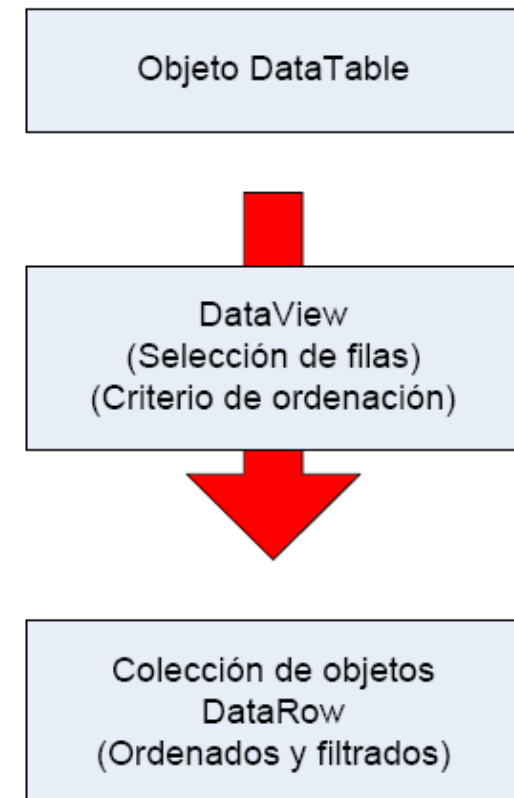 Objeto DataTable
DataView
(Selección de filas)
(Criterio de ordenación)
Colección de objetos
DataRow
(Ordenados y filtrados)